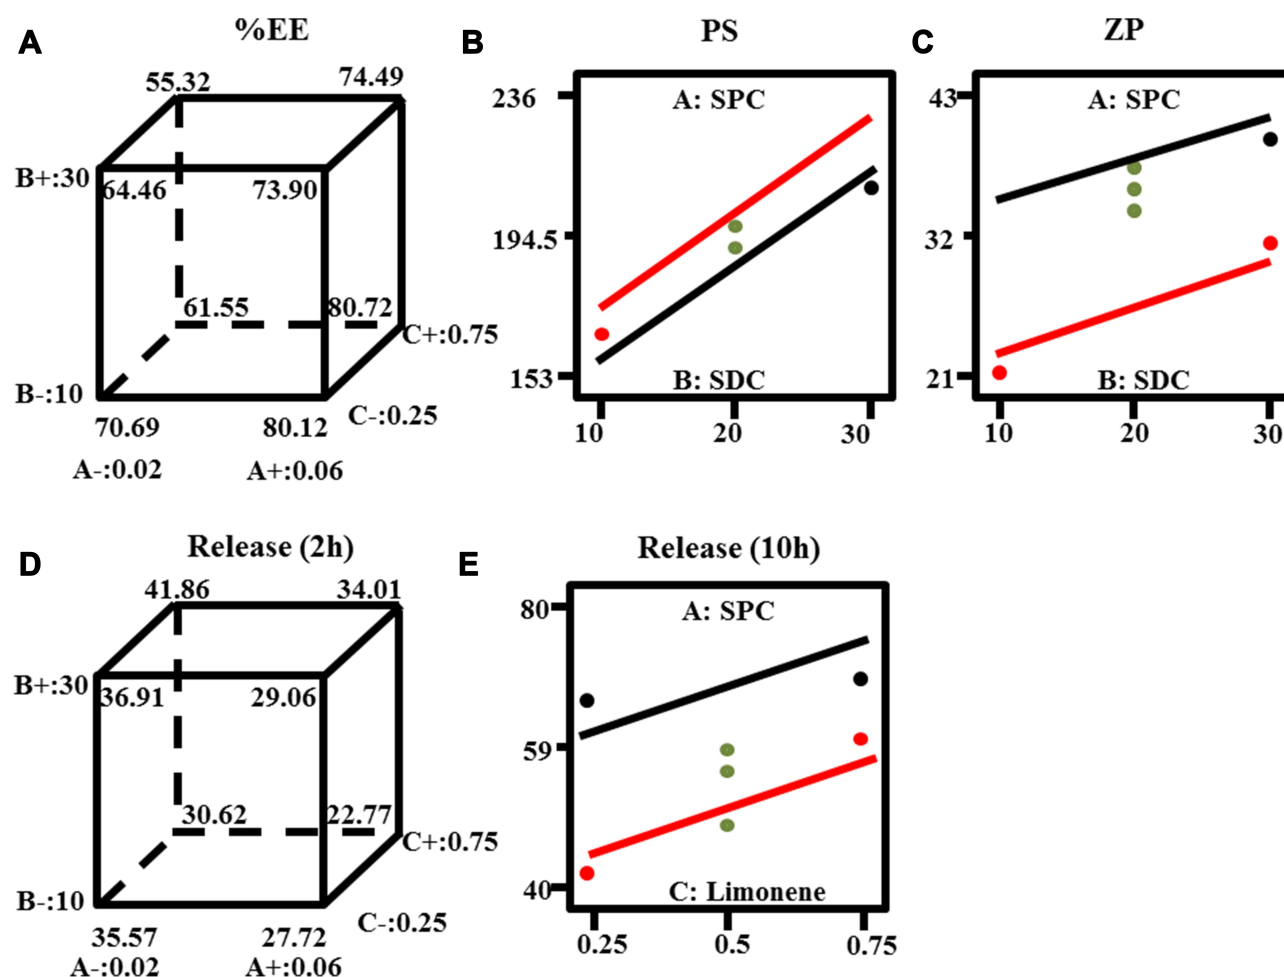 A
%EE
55.32
74.49
B+:30
64.46
73.90
61.55
80.72
C+:0.75
B-:10
C-:0.25
70.69
80.12
A-:0.02
A+:0.06
B
PS
236
A: SPC
194.5
153
B: SDC
10
20
30
C
ZP
43
A: SPC
32
21
B: SDC
10
20
30
D
Release (2h)
41.86
34.01
B+:30
36.91
29.06
30.62
22.77
C+:0.75
B-:10
C-:0.25
35.57
27.72
A-:0.02
A+:0.06
E
Release (10h)
80
A: SPC
59
40
C: Limonene
0.25
0.5
0.75